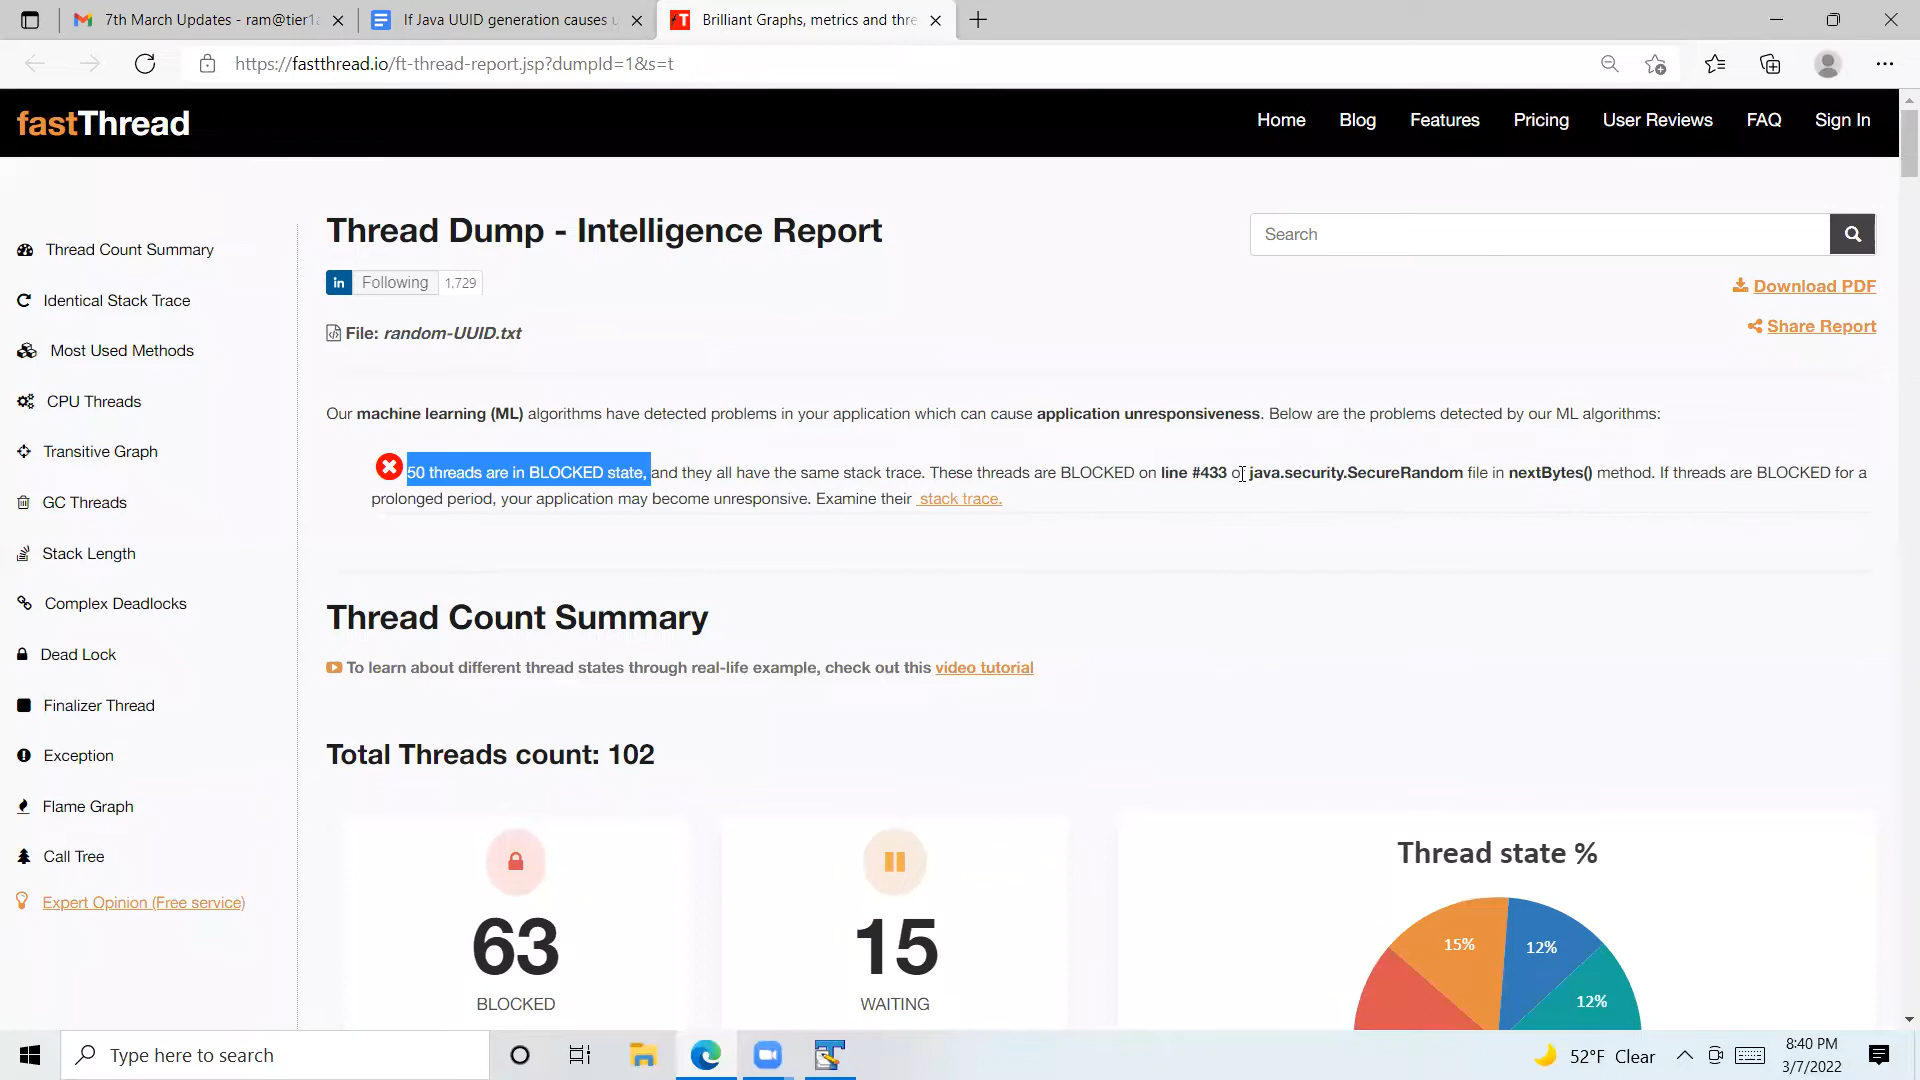 7th March Updates - ram@tier1a
If Java UUID generation causes u
Brilliant Graphs, metrics and thre
https://fastthread.io/ft-thread-report.jsp?dumpId=1&s=t
fastThread
Home Blog Features Pricing User Reviews FAQ Sign In
Thread Count Summary
Identical Stack Trace
Most Used Methods
CPU Threads
Transitive Graph
GC Threads
Stack Length
Complex Deadlocks
Dead Lock
Finalizer Thread
Exception
Flame Graph
Call Tree
Expert Opinion (Free service)
Thread Dump - Intelligence Report
Search
in Following 1.729
Download PDF
Share Report
File: random-UUID.txt
Our machine learning (ML) algorithms have detected problems in your application which can cause application unresponsiveness. Below are the problems detected by our ML algorithms:
50 threads are in BLOCKED state, and they all have the same stack trace. These threads are BLOCKED on line #433 of java.security.SecureRandom file in nextBytes() method. If threads are BLOCKED for a
prolonged period, your application may become unresponsive. Examine their stack trace.
Thread Count Summary
To learn about different thread states through real-life example, check out this video tutorial
Total Threads count: 102
63
BLOCKED
15
WAITING
Thread state %
15%
12%
12%
Type here to search
52°F Clear
8:40 PM
3/7/2022